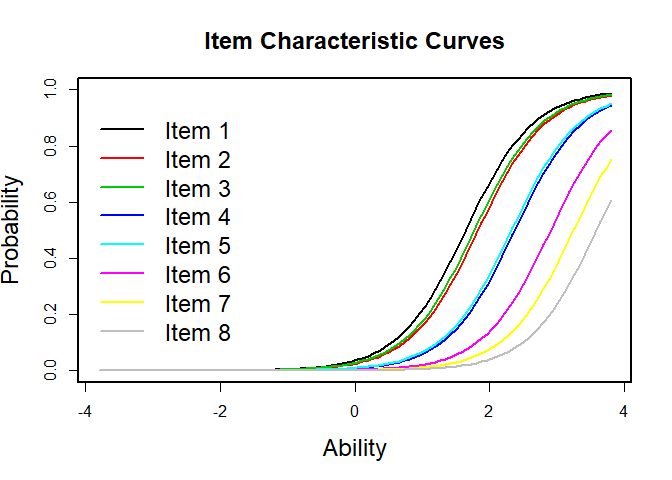 Item Characteristic Curves
Probability
1.0
0.8
0.6
0.4
0.2
0.0
Item 1
Item 2
Item 3
Item 4
Item 5
Item 6
Item 7
Item 8
-4
-2
0
2
4
Ability